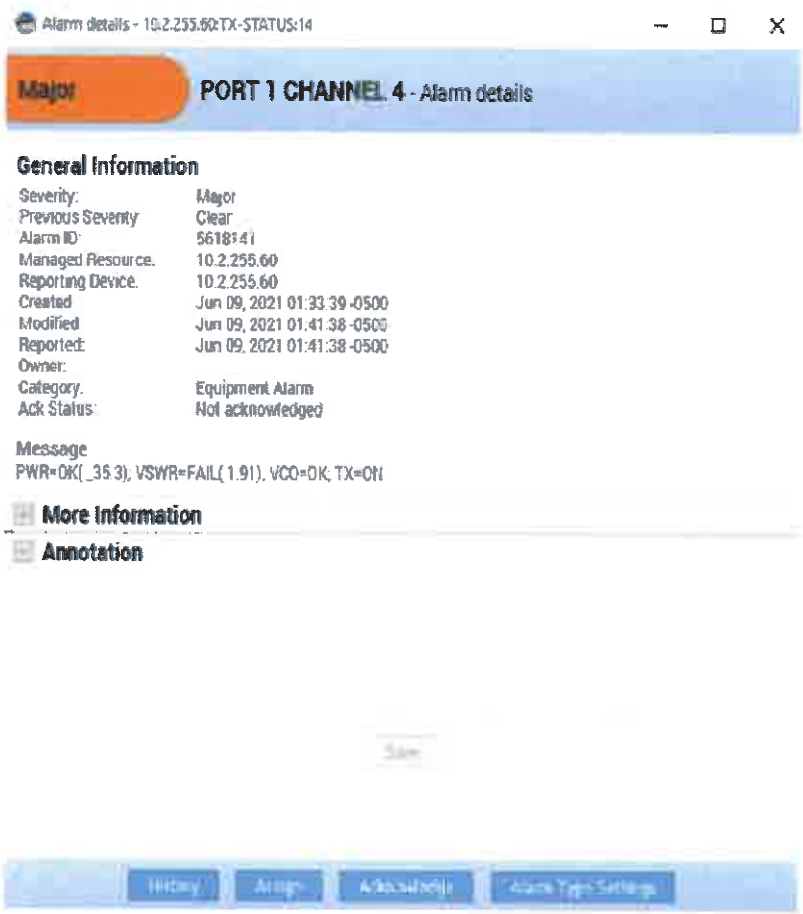 Alarm details - 10.2.255.60:TX-STATUS:14
Major PORT 1 CHANNEL 4 - Alarm details
General Information
Severity: Major
Previous Severity Clear
Alarm ID: 5618141
Managed Resource. 10.2.255.60
Reporting Device. 10.2.255.60
Created Jun 09, 2021 01:33:39 -0500
Modified Jun 09, 2021 01:41:38 -0500
Reported: Jun 09, 2021 01:41:38 -0500
Owner:
Category. Equipment Alarm
Ack Status: Not acknowledged
Message
PWR=OK( _35.3), VSWR=FAIL( 1.91), VCO=OK, TX=ON
More Information
Annotation
Save
History Assign Acknowledge Alarm Type Settings